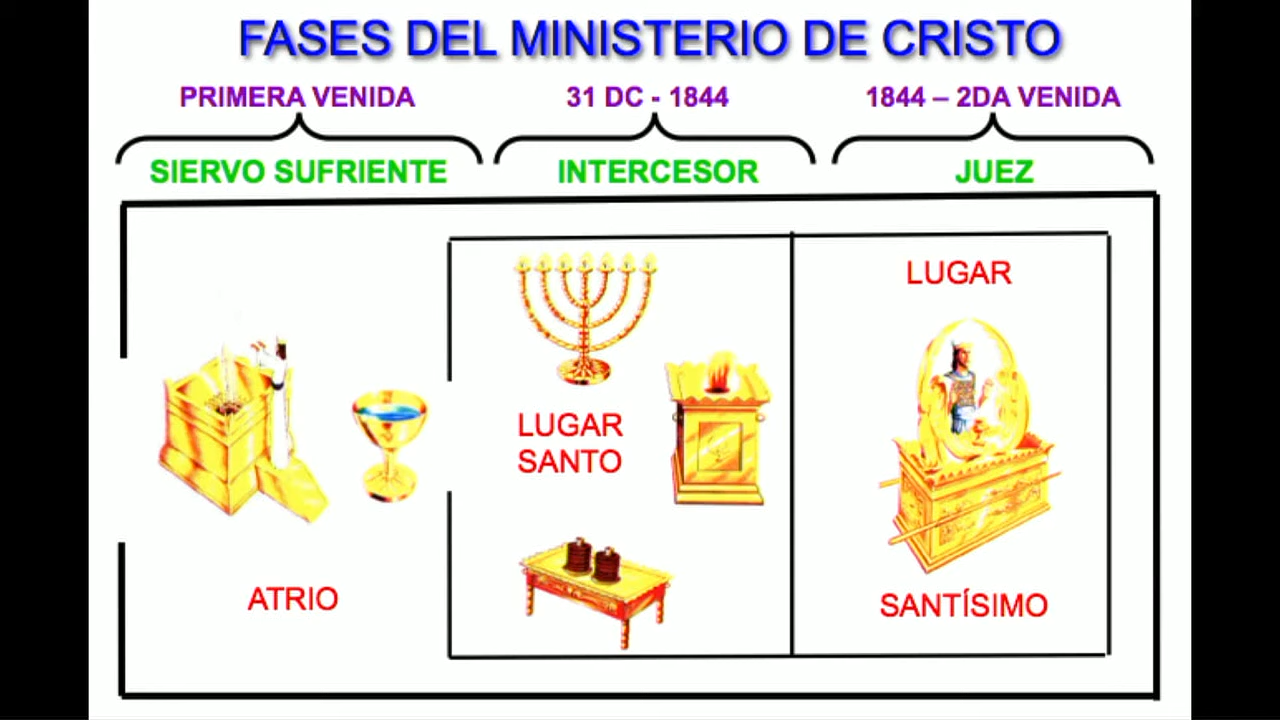 FASES DEL MINISTERIO DE CRISTO
PRIMERA VENIDA
31 DC - 1844
1844 – 2DA VENIDA
SIERVO SUFRIENTE
INTERCESOR
JUEZ
LUGAR
LUGAR
SANTO
ATRIO
SANTÍSIMO